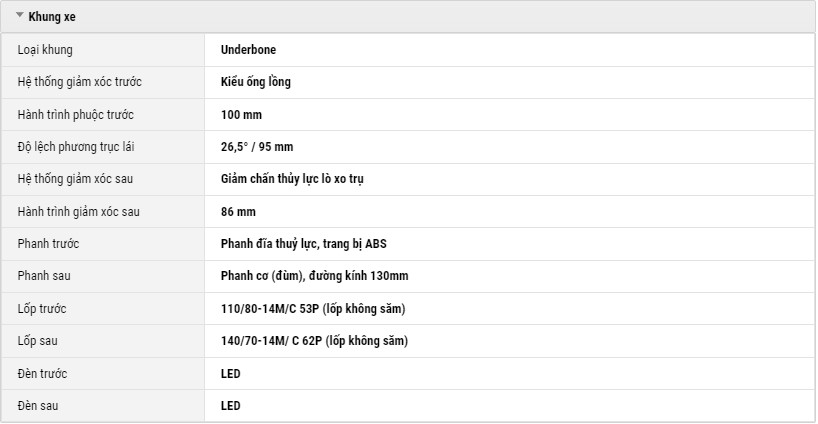 Khung xe
Loại khung Underbone
Hệ thống giảm xóc trước Kiểu ống lồng
Hành trình phuộc trước 100 mm
Độ lệch phương trục lái 26,5° / 95 mm
Hệ thống giảm xóc sau Giảm chấn thủy lực lò xo trụ
Hành trình giảm xóc sau 86 mm
Phanh trước Phanh đĩa thuỷ lực, trang bị ABS
Phanh sau Phanh cơ (đùm), đường kính 130mm
Lốp trước 110/80-14M/C 53P (lốp không săm)
Lốp sau 140/70-14M/ C 62P (lốp không săm)
Đèn trước LED
Đèn sau LED